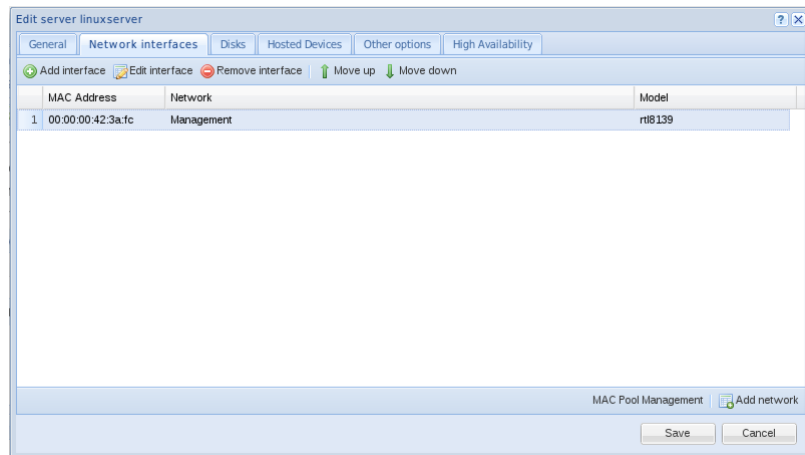 Edit server linuxserver
General Network interfaces Disks Hosted Devices Other options High Availability
Add interface Edit interface Remove interface Move up Move down
MAC Address Network Model
1 00:00:00:42:3a:fc Management rtl8139
MAC Pool Management Add network
Save Cancel